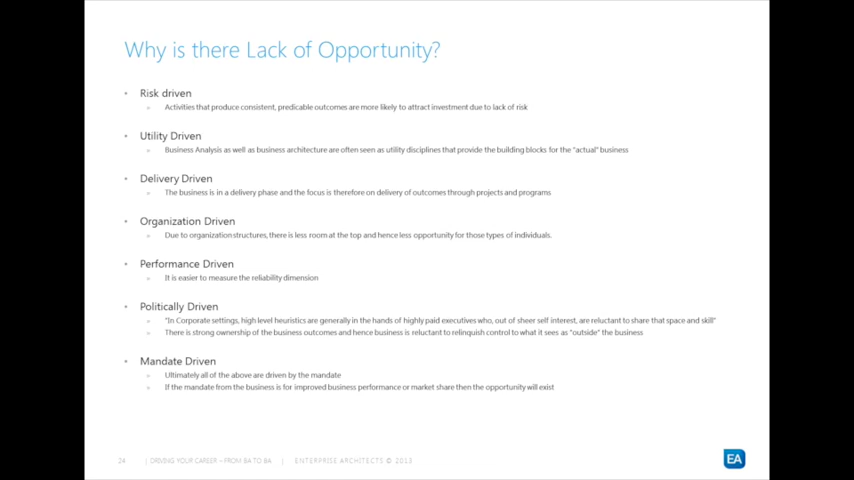 Why is there Lack of Opportunity?
• Risk driven
» Activities that produce consistent, predicable outcomes are more likely to attract investment due to lack of risk
• Utility Driven
» Business Analysis as well as business architecture are often seen as utility disciplines that provide the building blocks for the "actual" business
• Delivery Driven
» The business is in a delivery phase and the focus is therefore on delivery of outcomes through projects and programs
• Organization Driven
» Due to organization structures, there is less room at the top and hence less opportunity for those types of individuals.
• Performance Driven
» It is easier to measure the reliability dimension
• Politically Driven
» "In Corporate settings, high level heuristics are generally in the hands of highly paid executives who, out of sheer self interest, are reluctant to share that space and skill"
» There is strong ownership of the business outcomes and hence business is reluctant to relinquish control to what it sees as "outside" the business
• Mandate Driven
» Ultimately all of the above are driven by the mandate
» If the mandate from the business is for improved business performance or market share then the opportunity will exist
24 | DRIVING YOUR CAREER – FROM BA TO BA | ENTERPRISE ARCHITECTS © 2013
EA